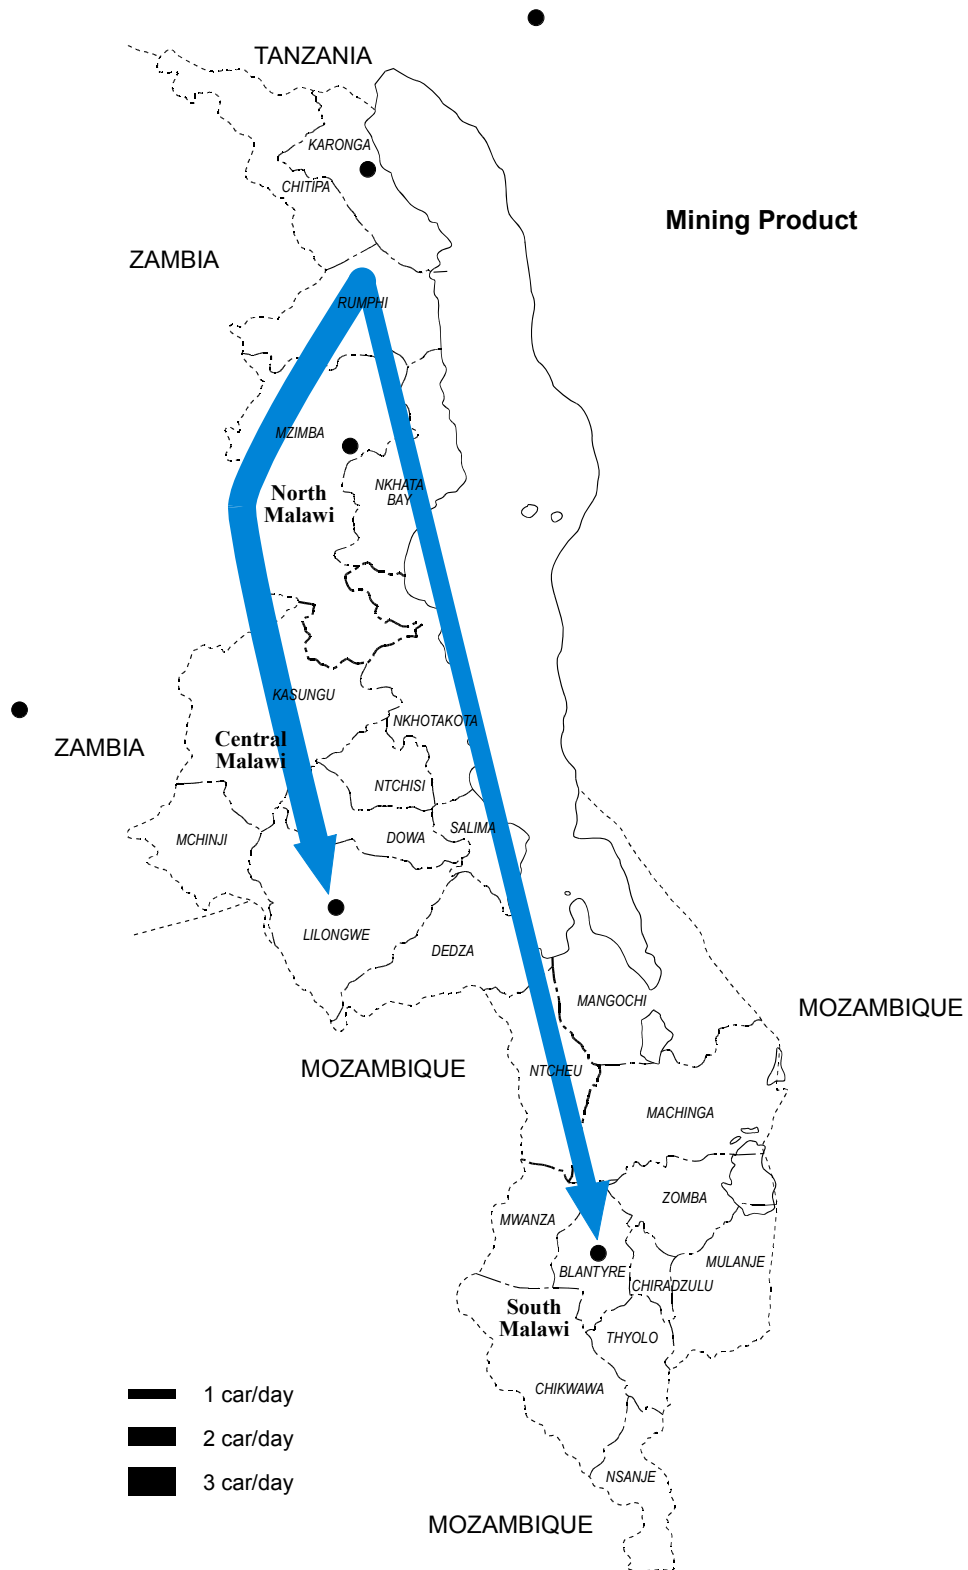 TANZANIA
KARONGA
CHITIPA
Mining Product
ZAMBIA
RUMPHI
MZIMBA
NKHATA
BAY
North
Malawi
KASUNGU
NKHOTAKOTA
ZAMBIA
Central
Malawi
NTCHISI
MCHINJI
DOWA
SALIMA
LILONGWE
DEDZA
MANGOCHI
MOZAMBIQUE
MOZAMBIQUE
NTCHEU
MACHINGA
ZOMBA
MWANZA
MULANJE
BLANTYRE
CHIRADZULU
South
Malawi
THYOLO
CHIKWAWA
1 car/day
2 car/day
3 car/day
NSANJE
MOZAMBIQUE